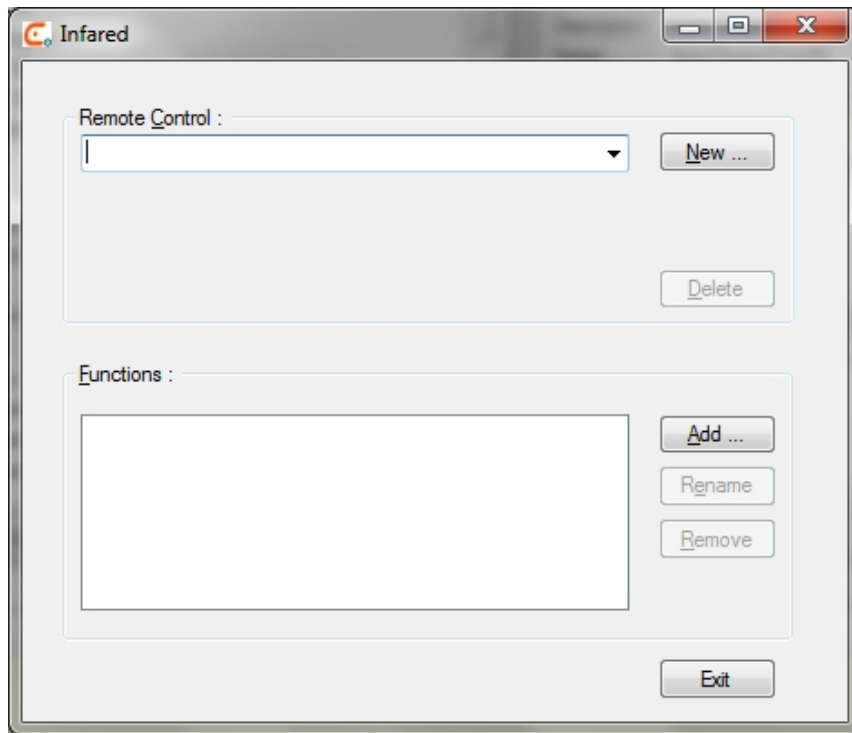 Infared
Remote Control :
New ...
Delete
Functions :
Add ...
Rename
Remove
Exit